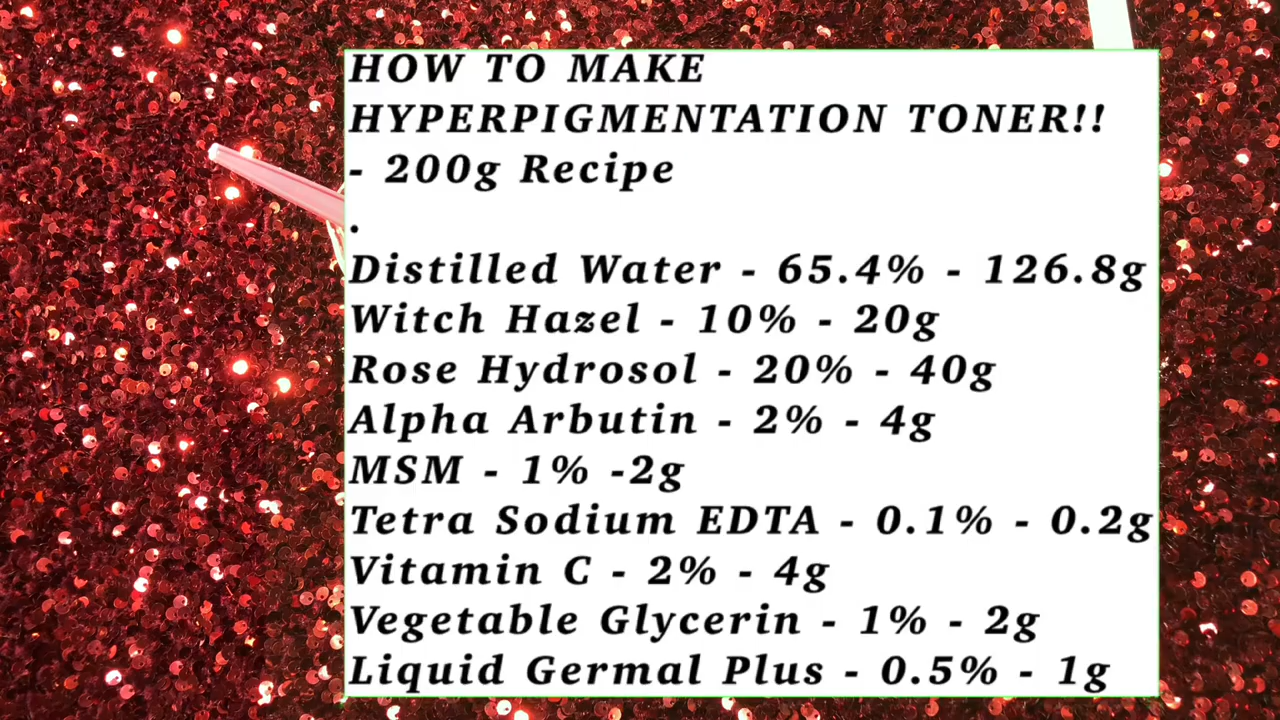 HOW TO MAKE
HYPERPIGMENTATION TONER!!
- 200g Recipe
.
Distilled Water - 65.4% - 126.8g
Witch Hazel - 10% - 20g
Rose Hydrosol - 20% - 40g
Alpha Arbutin - 2% - 4g
MSM - 1% -2g
Tetra Sodium EDTA - 0.1% - 0.2g
Vitamin C - 2% - 4g
Vegetable Glycerin - 1% - 2g
Liquid Germal Plus - 0.5% - 1g